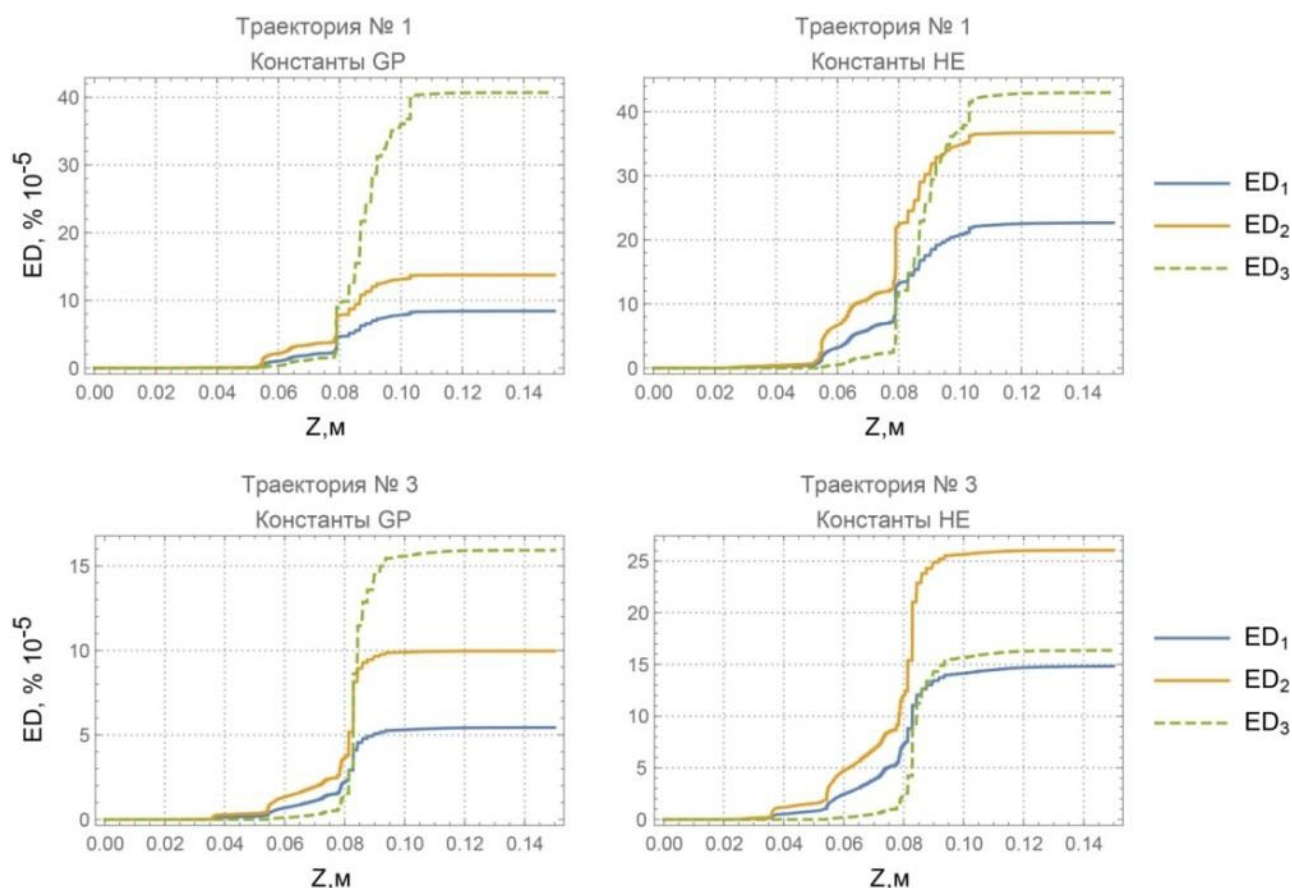 Траектория № 1
Константы GP
ED, % 10⁻⁵
40
30
20
10
0
0.00 0.02 0.04 0.06 0.08 0.10 0.12 0.14
Z,м
Траектория № 1
Константы HE
40
30
20
10
0
0.00 0.02 0.04 0.06 0.08 0.10 0.12 0.14
Z,м
ED₁
ED₂
ED₃
Траектория № 3
Константы GP
ED, % 10⁻⁵
15
10
5
0
0.00 0.02 0.04 0.06 0.08 0.10 0.12 0.14
Z,м
Траектория № 3
Константы HE
25
20
15
10
5
0
0.00 0.02 0.04 0.06 0.08 0.10 0.12 0.14
Z,м
ED₁
ED₂
ED₃